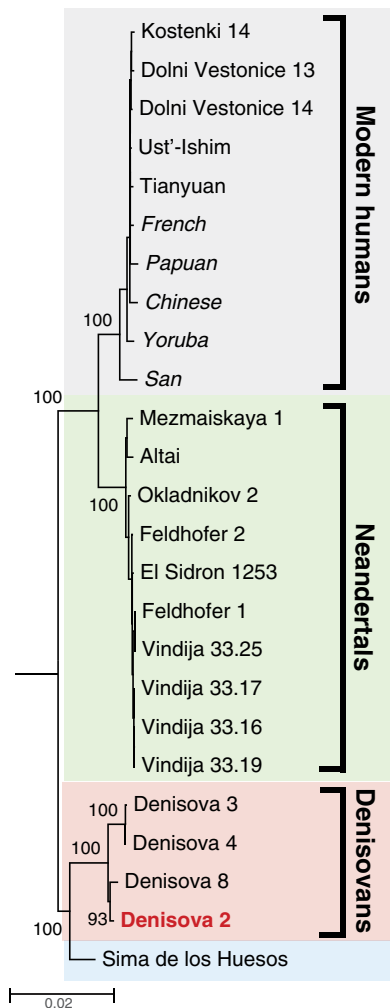 Kostenki 14
Dolni Vestonice 13
Dolni Vestonice 14
Ust'-Ishim
Tianyuan
French
Papuan
Chinese
100
Yoruba
San
Modern humans
100
Mezmaiskaya 1
Altai
Okladnikov 2
100
Feldhofer 2
El Sidron 1253
Feldhofer 1
Vindija 33.25
Vindija 33.17
Vindija 33.16
Vindija 33.19
Neandertals
Denisova 3
100
Denisova 4
100
Denisova 8
Denisova 2
93
Denisovans
100
Sima de los Huesos
0.02